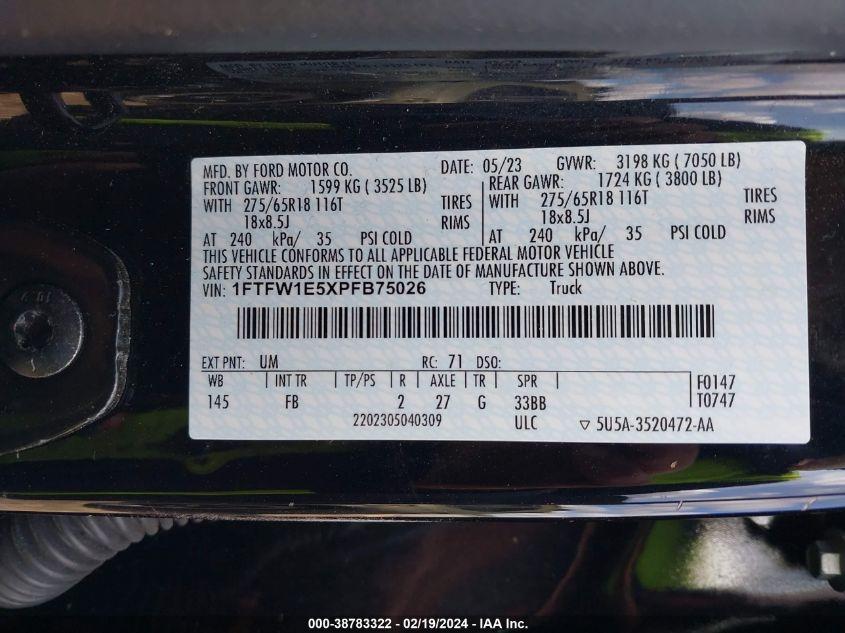 MFD. BY FORD MOTOR CO. DATE: 05/23 GVWR: 3198 KG ( 7050 LB)
FRONT GAWR: 1599 KG ( 3525 LB) REAR GAWR: 1724 KG ( 3800 LB)
WITH 275/65R18 116T TIRES WITH 275/65R18 116T TIRES
18x8.5J RIMS 18x8.5J RIMS
AT 240 kPa/ 35 PSI COLD AT 240 kPa/ 35 PSI COLD
THIS VEHICLE CONFORMS TO ALL APPLICABLE FEDERAL MOTOR VEHICLE
SAFETY STANDARDS IN EFFECT ON THE DATE OF MANUFACTURE SHOWN ABOVE.
VIN: 1FTFW1E5XPFB75026 TYPE: Truck
EXT PNT: UM RC: 71 DSO:
WB INT TR TP/PS R AXLE TR SPR F0147
145 FB 2 27 G 33BB T0747
2202305040309 ULC ▽ 5U5A-3520472-AA
000-38783322 - 02/19/2024 - IAA Inc.